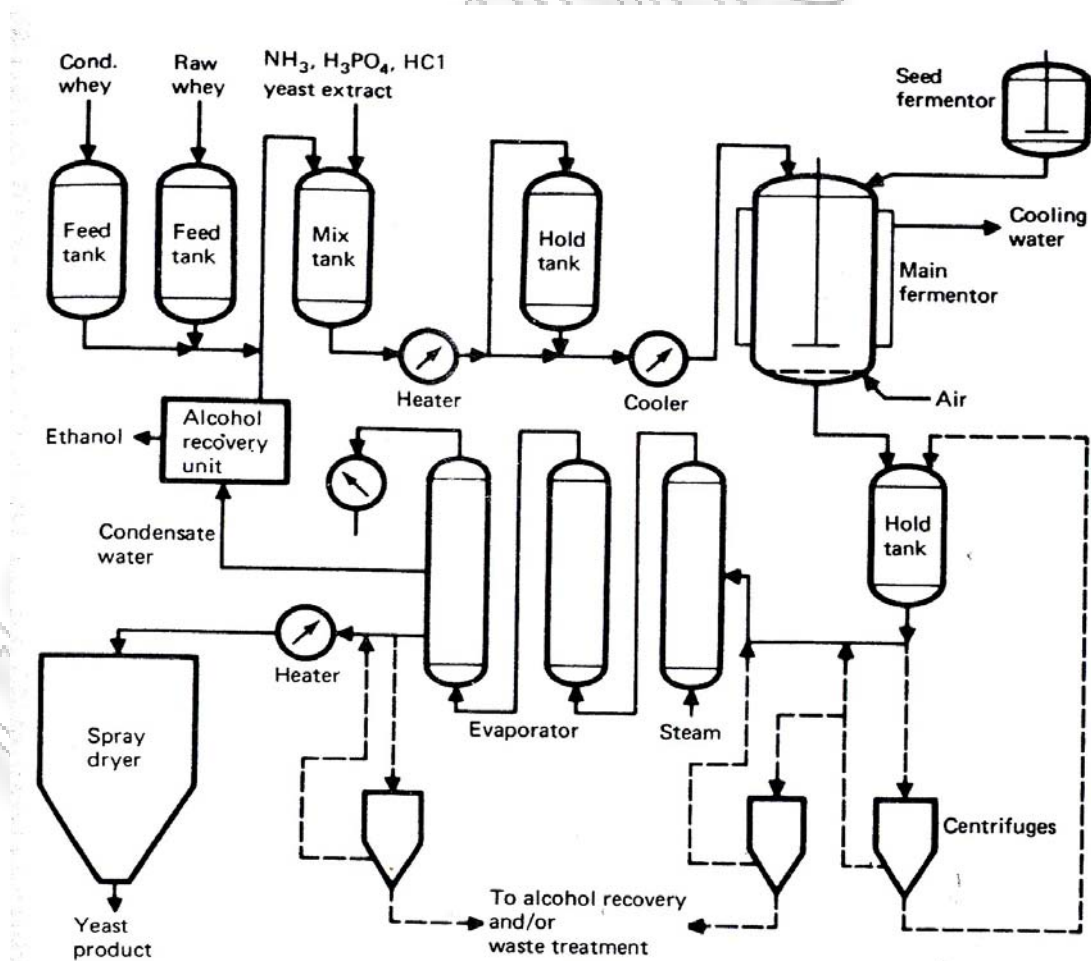 Cond.
whey
Raw
whey
NH₃, H₃PO₄, HC1
yeast extract
Seed
fermentor
Feed
tank
Feed
tank
Mix
tank
Hold
tank
Cooling
water
Main
fermentor
Heater
Cooler
Air
Ethanol
Alcohol
recovery
unit
Condensate
water
Hold
tank
Heater
Evaporator
Steam
Spray
dryer
Centrifuges
To alcohol recovery
and/or
waste treatment
Yeast
product